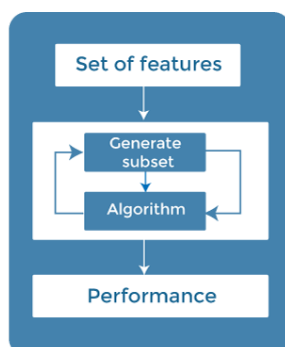 Set of features
Generate
subset
Algorithm
Performance